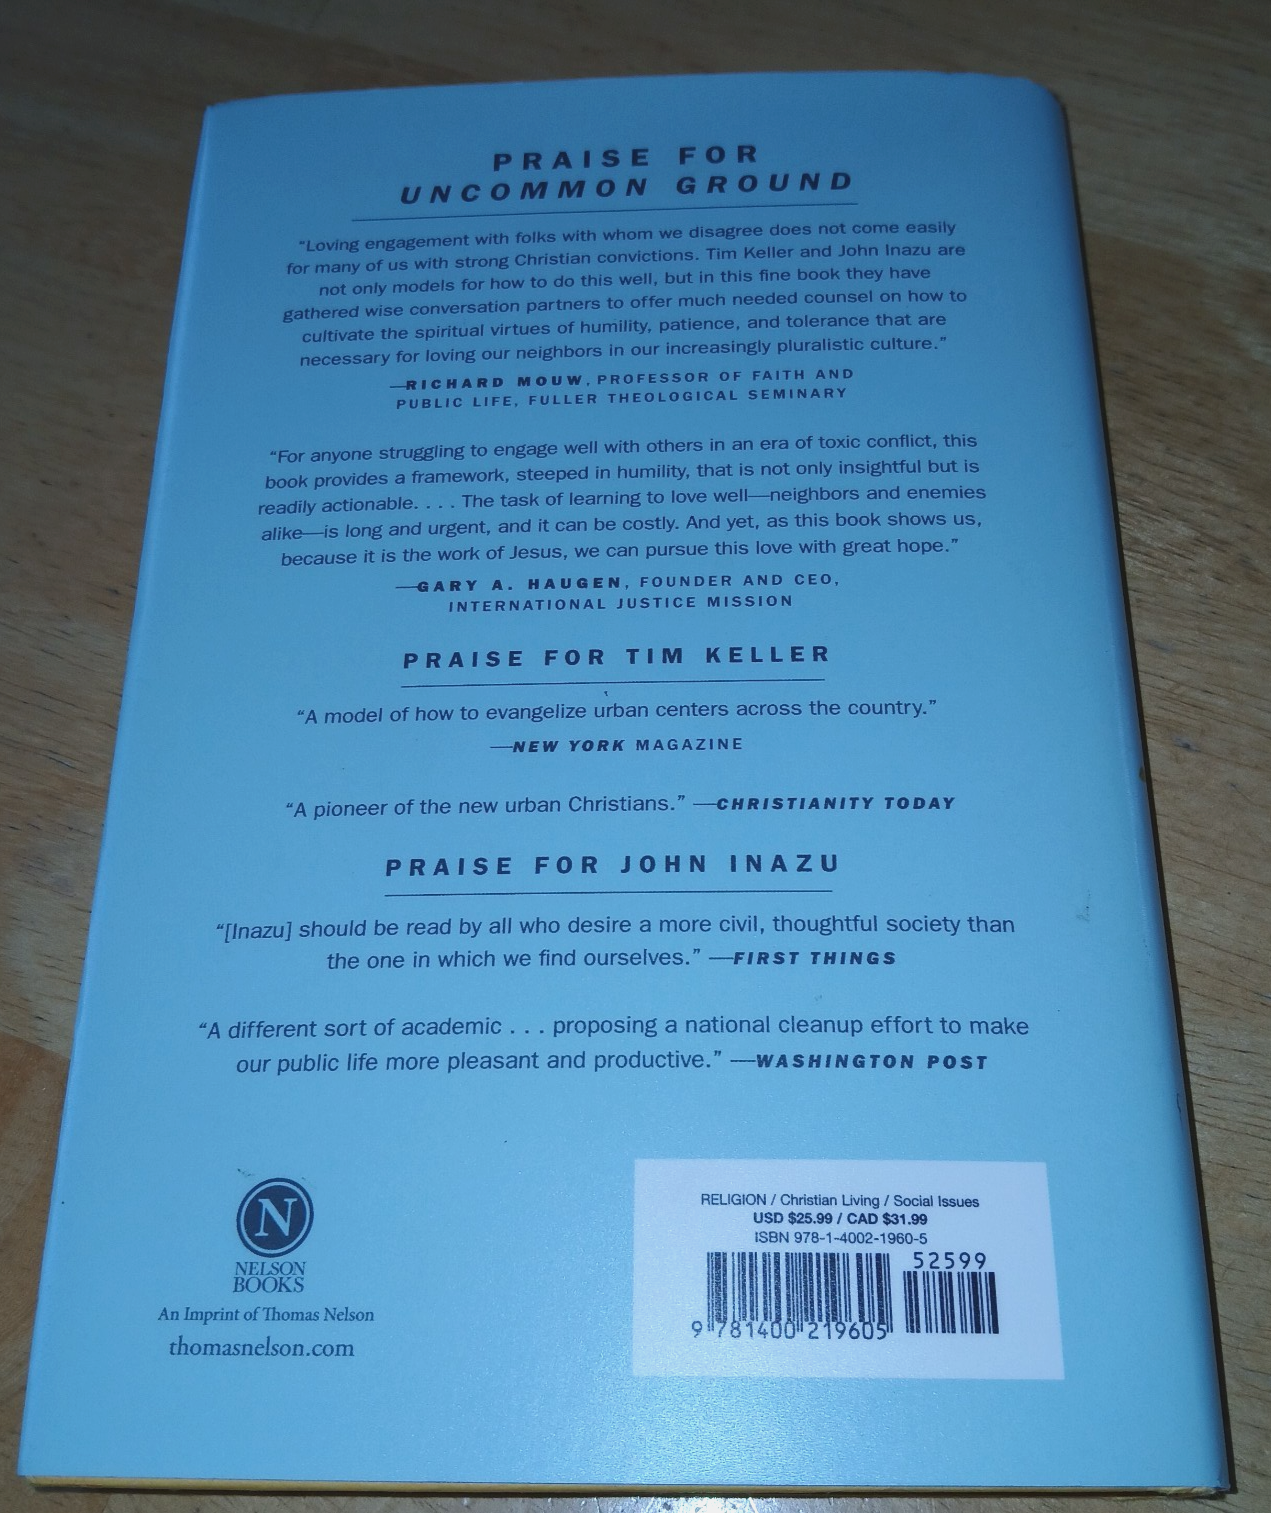 PRAISE FOR
UNCOMMON GROUND
“Loving engagement with folks with whom we disagree does not come easily
for many of us with strong Christian convictions. Tim Keller and John Inazu are
not only models for how to do this well, but in this fine book they have
gathered wise conversation partners to offer much needed counsel on how to
cultivate the spiritual virtues of humility, patience, and tolerance that are
necessary for loving our neighbors in our increasingly pluralistic culture.”
—RICHARD MOUW, PROFESSOR OF FAITH AND
PUBLIC LIFE, FULLER THEOLOGICAL SEMINARY
“For anyone struggling to engage well with others in an era of toxic conflict, this
book provides a framework, steeped in humility, that is not only insightful but is
readily actionable. . . . The task of learning to love well—neighbors and enemies
alike—is long and urgent, and it can be costly. And yet, as this book shows us,
because it is the work of Jesus, we can pursue this love with great hope.”
—GARY A. HAUGEN, FOUNDER AND CEO,
INTERNATIONAL JUSTICE MISSION
PRAISE FOR TIM KELLER
“A model of how to evangelize urban centers across the country.”
—NEW YORK MAGAZINE
“A pioneer of the new urban Christians.” —CHRISTIANITY TODAY
PRAISE FOR JOHN INAZU
“[Inazu] should be read by all who desire a more civil, thoughtful society than
the one in which we find ourselves.” —FIRST THINGS
“A different sort of academic . . . proposing a national cleanup effort to make
our public life more pleasant and productive.” —WASHINGTON POST
N
NELSON
BOOKS
An Imprint of Thomas Nelson
thomasnelson.com
RELIGION / Christian Living / Social Issues
USD $25.99 / CAD $31.99
ISBN 978-1-4002-1960-5
52599
9 781400 219605